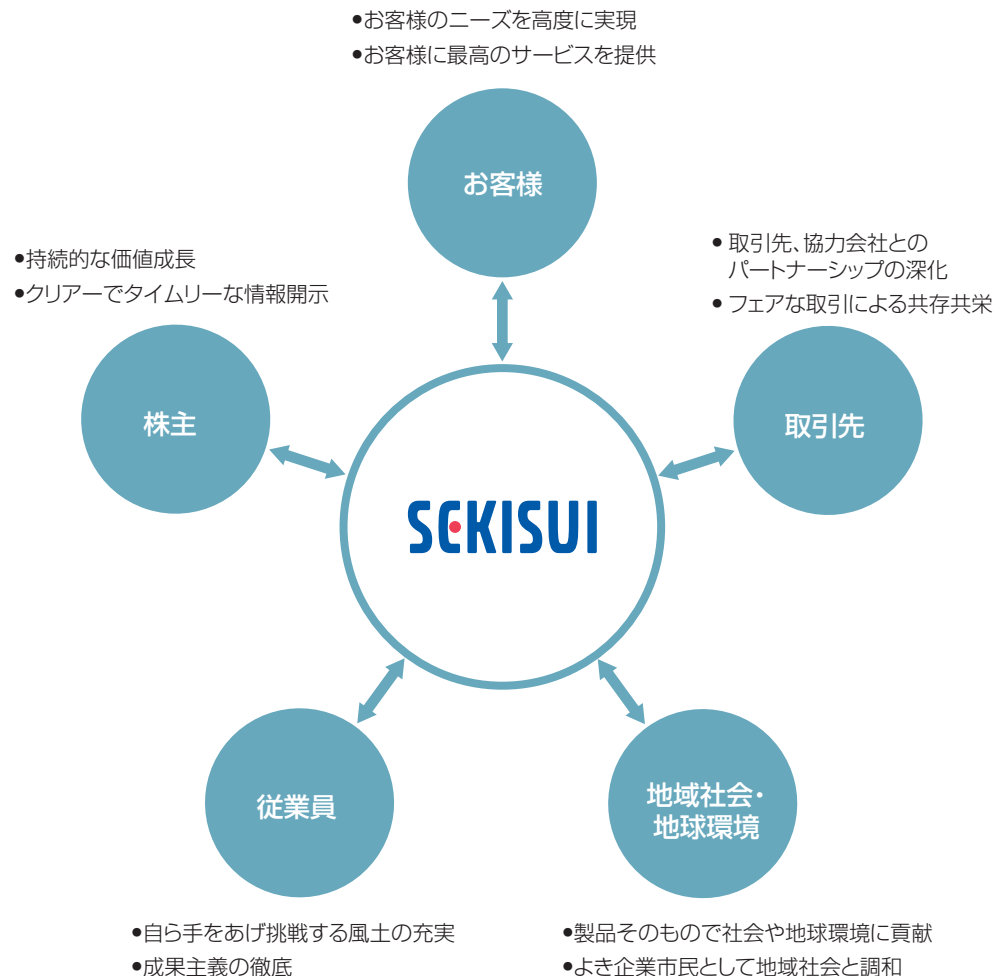 ●お客様のニーズを高度に実現
●お客様に最高のサービスを提供
お客様
●持続的な価値成長
●クリアーでタイムリーな情報開示
株主
●取引先、協力会社との
パートナーシップの深化
●フェアな取引による共存共栄
取引先
SEKISUI
従業員
●自ら手をあげ挑戦する風土の充実
●成果主義の徹底
地域社会・
地球環境
●製品そのもので社会や地球環境に貢献
●よき企業市民として地域社会と調和